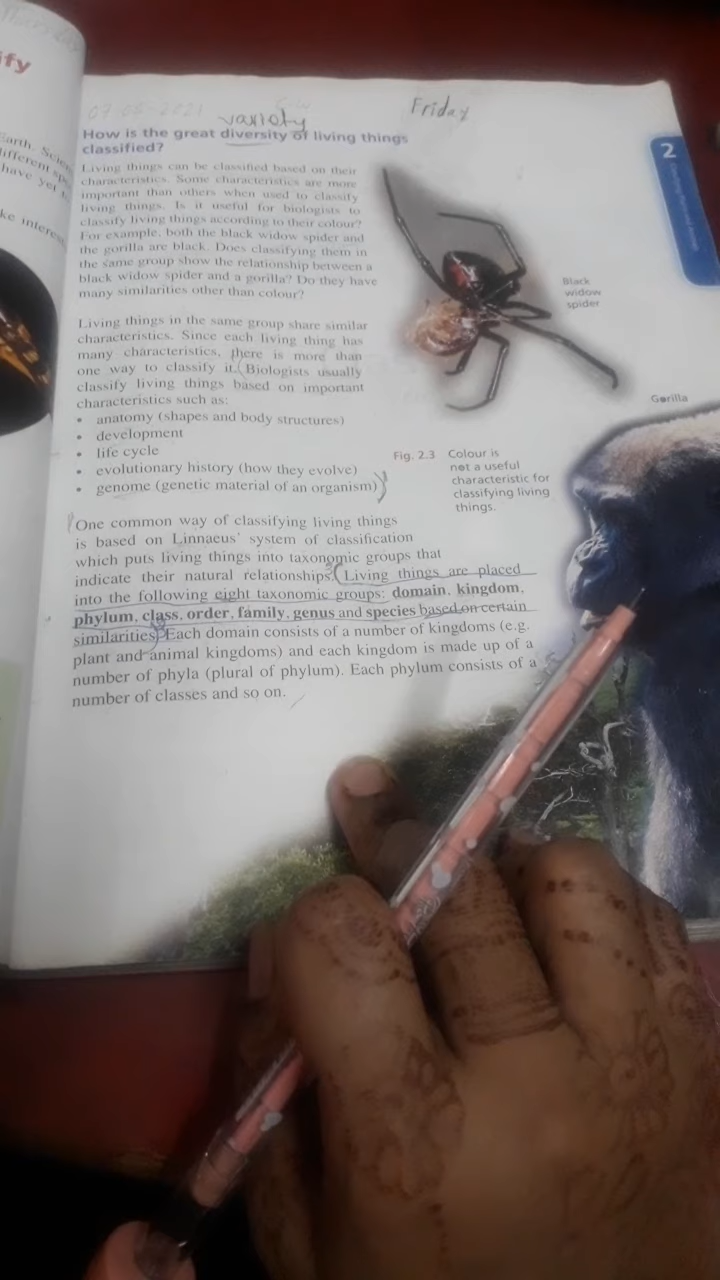 ify
Earth. Scien
ifferent sp
have yet
ke interes
07-05-2021
variety
C.W
Friday
How is the great diversity of living things
classified?
Living things can be classified based on their
characteristics. Some characteristics are more
important than others when used to classify
living things. Is it useful for biologists to
classify living things according to their colour?
For example, both the black widow spider and
the gorilla are black. Does classifying them in
the same group show the relationship between a
black widow spider and a gorilla? Do they have
many similarities other than colour?
Living things in the same group share similar
characteristics. Since each living thing has
many characteristics, there is more than
one way to classify it. (Biologists usually
classify living things based on important
characteristics such as:
• anatomy (shapes and body structures)
• development
• life cycle
• evolutionary history (how they evolve)
• genome (genetic material of an organism)
One common way of classifying living things
is based on Linnaeus' system of classification
which puts living things into taxonomic groups that
indicate their natural relationships. (Living things are placed
into the following eight taxonomic groups: domain, kingdom,
phylum, class, order, family, genus and species based on certain
similarities.) Each domain consists of a number of kingdoms (e.g.
plant and animal kingdoms) and each kingdom is made up of a
number of phyla (plural of phylum). Each phylum consists of a
number of classes and so on.
2
Black
widow
spider
Gorilla
Fig. 2.3 Colour is
not a useful
characteristic for
classifying living
things.